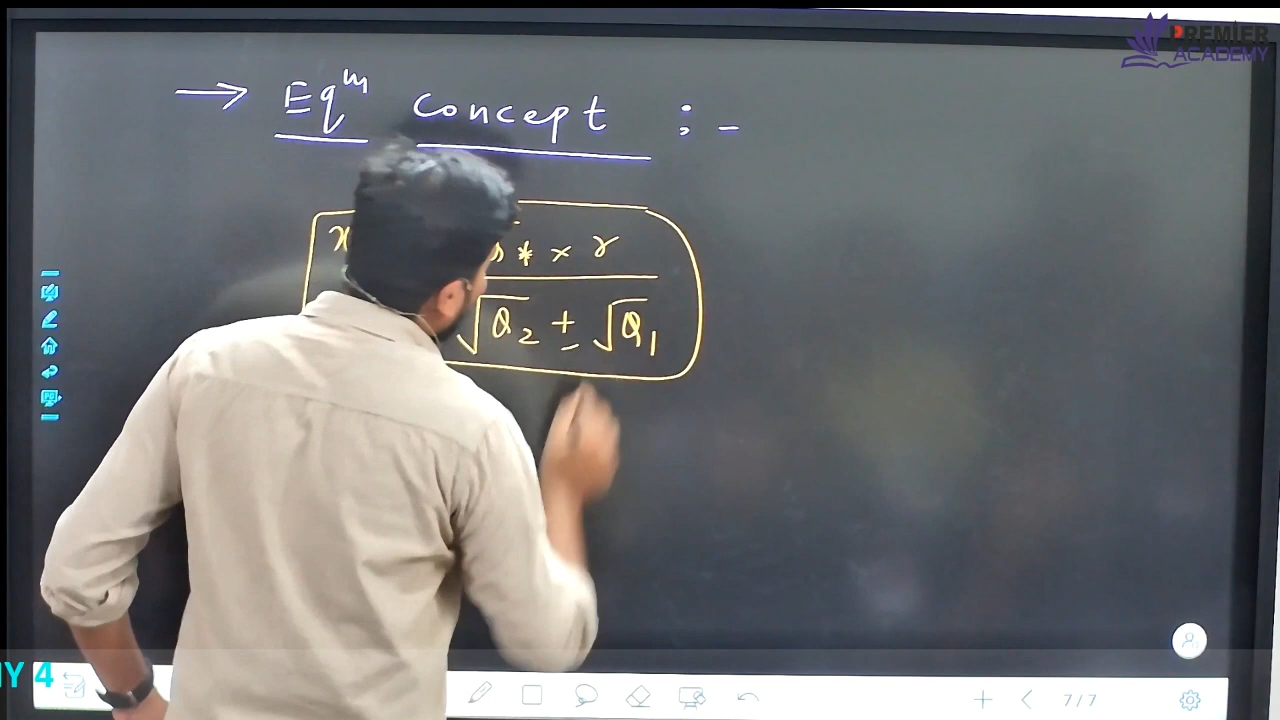 PREMIER
ACADEMY
→ Eqᵐ concept : -
x * × r
√Q₂ ± √Q₁
Y 4
7/7